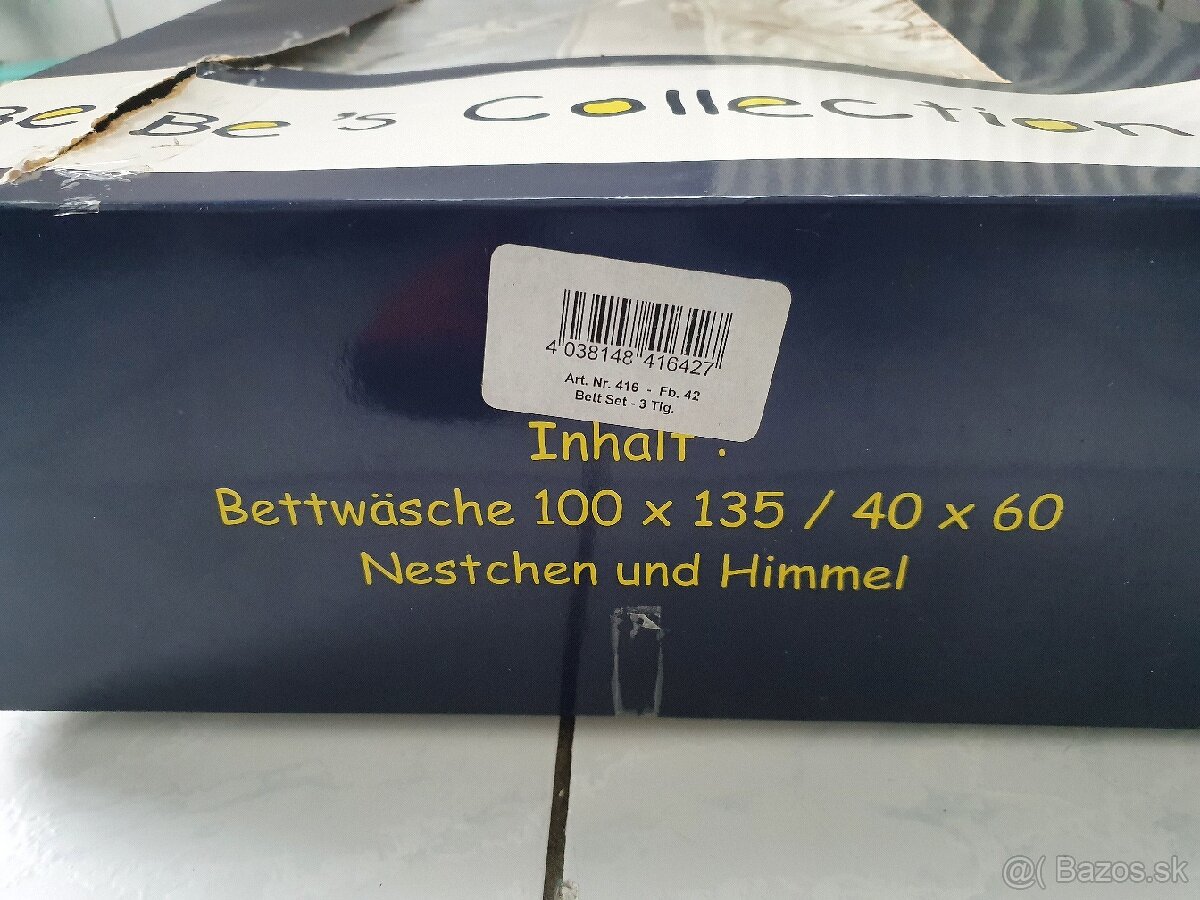 Be Be's Collection
4 038148 416427
Art. Nr. 416 - Fb. 42
Bett Set - 3 Tlg.
Inhalt :
Bettwäsche 100 x 135 / 40 x 60
Nestchen und Himmel
@( Bazos.sk